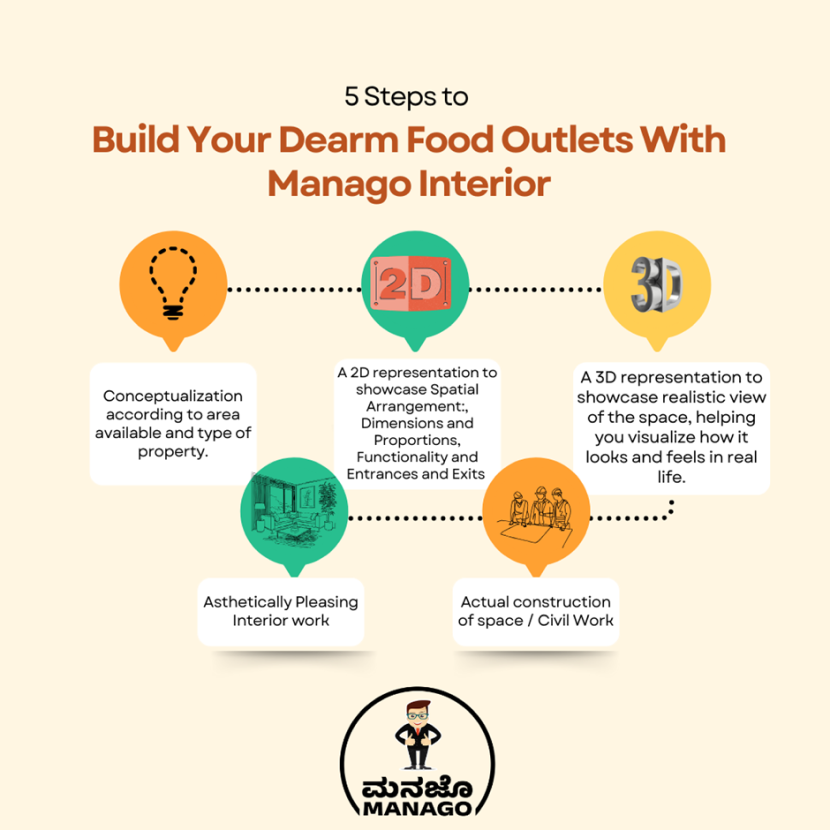 5 Steps to
Build Your Dearm Food Outlets With
Manago Interior
2D
3D
Conceptualization
according to area
available and type of
property.
A 2D representation to
showcase Spatial
Arrangement:,
Dimensions and
Proportions,
Functionality and
Entrances and Exits
A 3D representation to
showcase realistic view
of the space, helping
you visualize how it
looks and feels in real
life.
Asthetically Pleasing
Interior work
Actual construction
of space / Civil Work
ಮನಜೊ
MANAGO